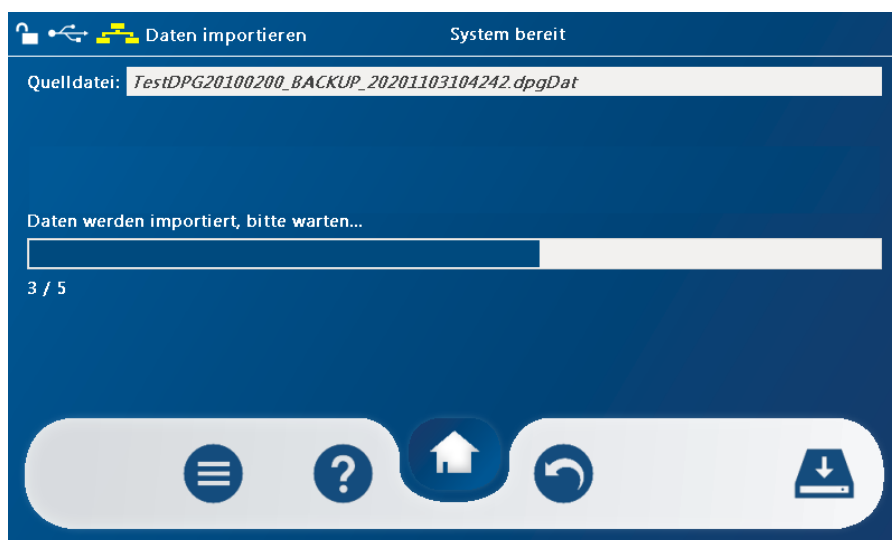 Daten importieren System bereit
Quelldatei: TestDPG20100200_BACKUP_20201103104242.dpgDat
Daten werden importiert, bitte warten...
3 / 5
?